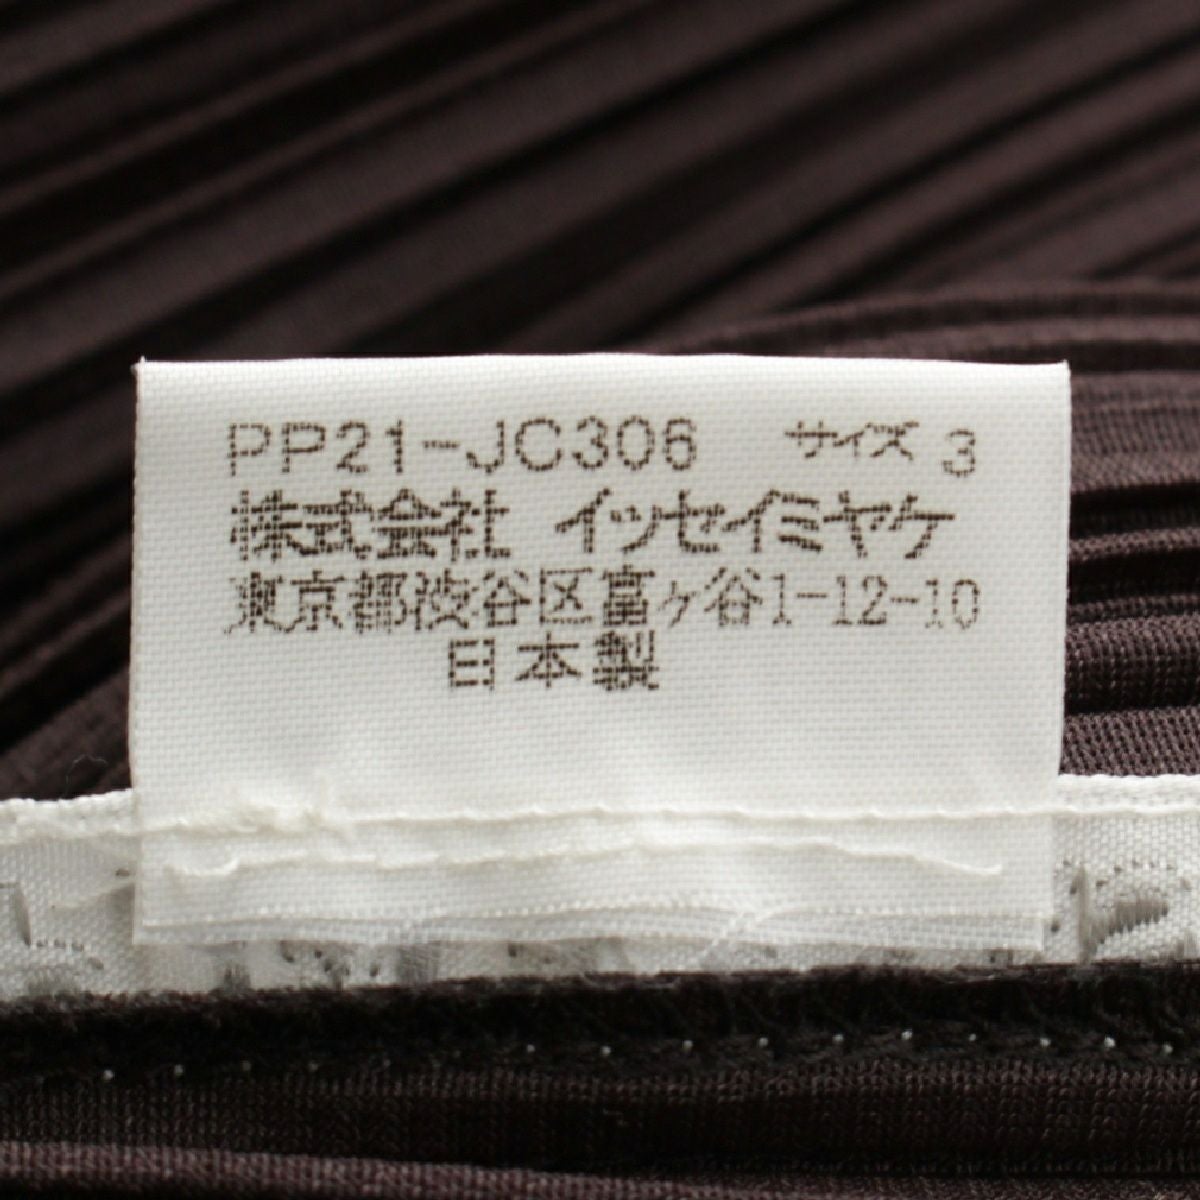 PP21-JC306 サイズ 3
株式会社 イッセイミヤケ
東京都渋谷区富ヶ谷1-12-10
日本製